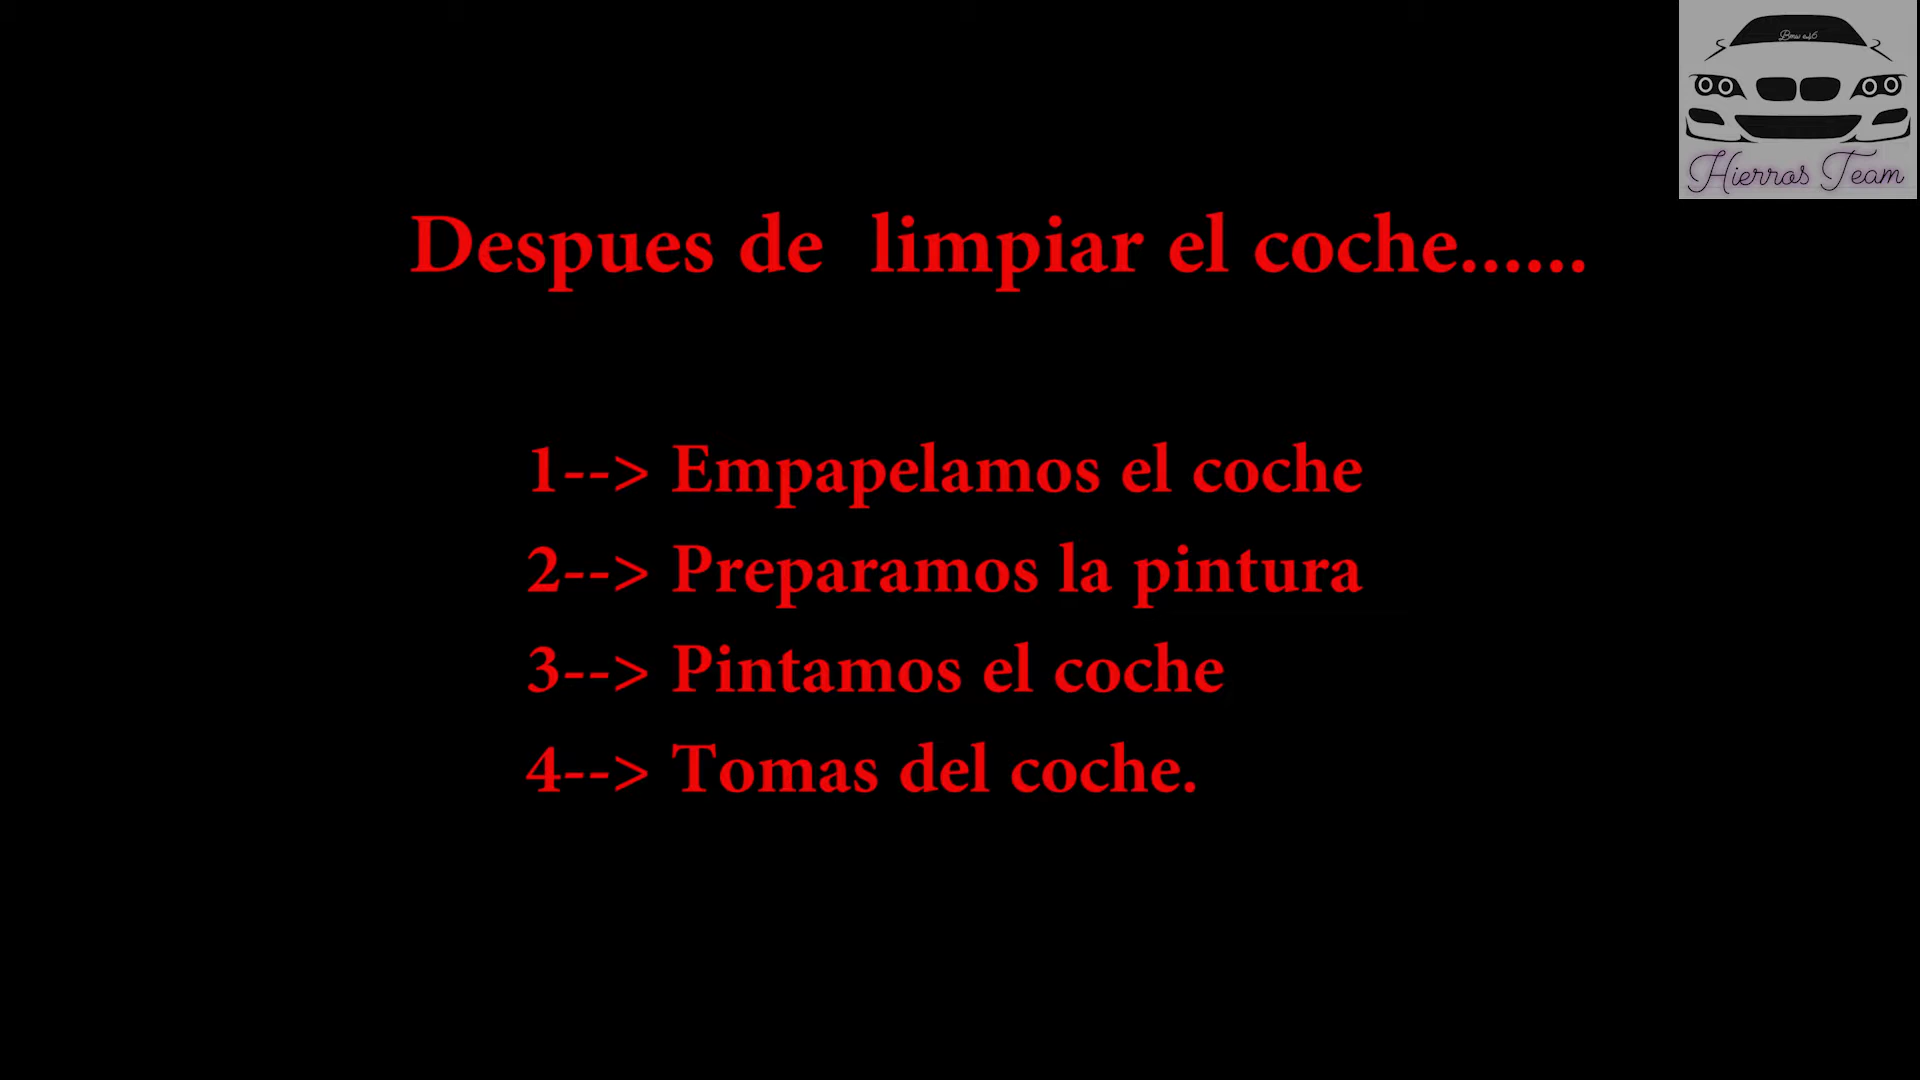 Hierros Team
Despues de  limpiar el coche......
1--> Empapelamos el coche
2--> Preparamos la pintura
3--> Pintamos el coche
4--> Tomas del coche.